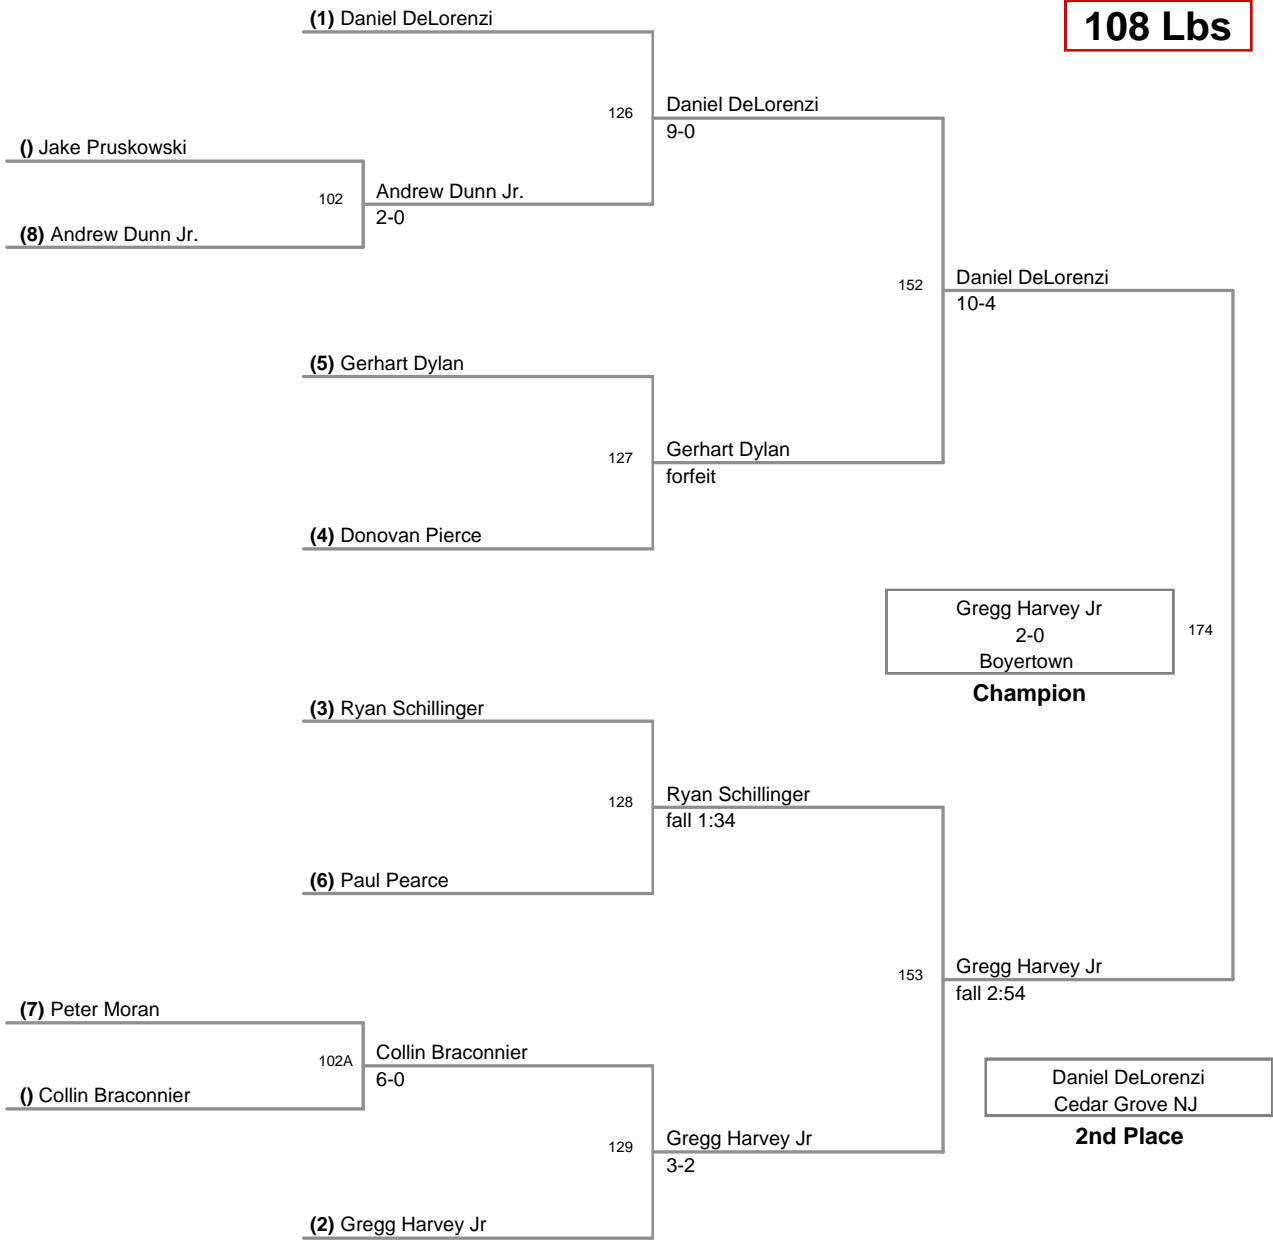 (1) Daniel DeLorenzi
108 Lbs
126
Daniel DeLorenzi
9-0
() Jake Pruskowski
102
Andrew Dunn Jr.
2-0
(8) Andrew Dunn Jr.
152
Daniel DeLorenzi
10-4
(5) Gerhart Dylan
127
Gerhart Dylan
forfeit
(4) Donovan Pierce
Gregg Harvey Jr
2-0
Boyertown
174
Champion
(3) Ryan Schillinger
128
Ryan Schillinger
fall 1:34
(6) Paul Pearce
153
Gregg Harvey Jr
fall 2:54
(7) Peter Moran
102A
Collin Braconnier
6-0
() Collin Braconnier
Daniel DeLorenzi
Cedar Grove NJ
2nd Place
129
Gregg Harvey Jr
3-2
(2) Gregg Harvey Jr